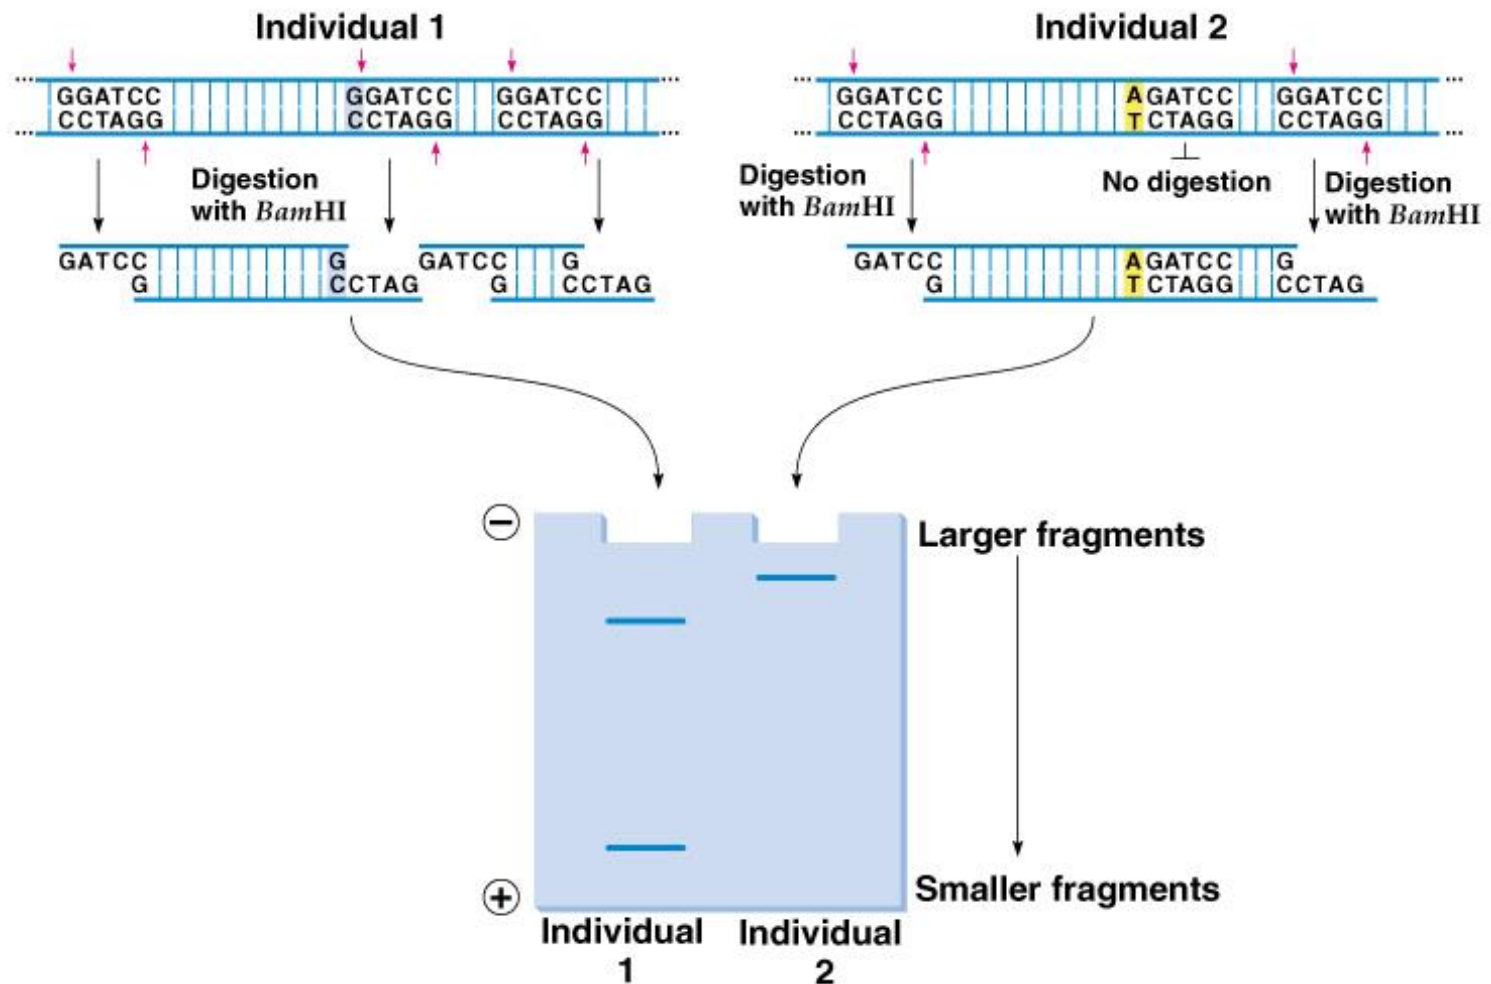 Individual 1
Individual 2
... GGATCC GGATCC GGATCC ...
... CCTAGG CCTAGG CCTAGG ...
... GGATCC AGATCC GGATCC ...
... CCTAGG TCTAGG CCTAGG ...
Digestion
with BamHI
Digestion
with BamHI
No digestion
Digestion
with BamHI
GATCC G GATCC G
G CCTAG G CCTAG
GATCC AGATCC G
G TCTAGG CCTAG
−
Larger fragments
+
Smaller fragments
Individual
1
Individual
2